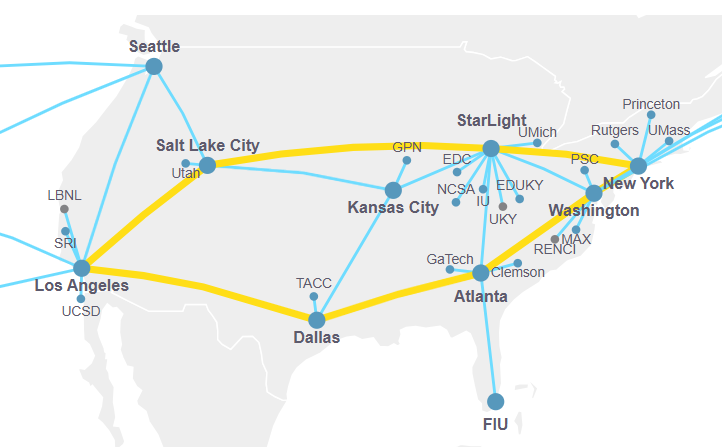 Seattle
Princeton
StarLight
Rutgers
UMass
UMich
Salt Lake City
GPN
EDC
PSC
Utah
NCSA
EDUKY
New York
LBNL
IU
Kansas City
Washington
UKY
SRI
MAX
RENCI
GaTech
Clemson
Los Angeles
TACC
Atlanta
UCSD
Dallas
FIU